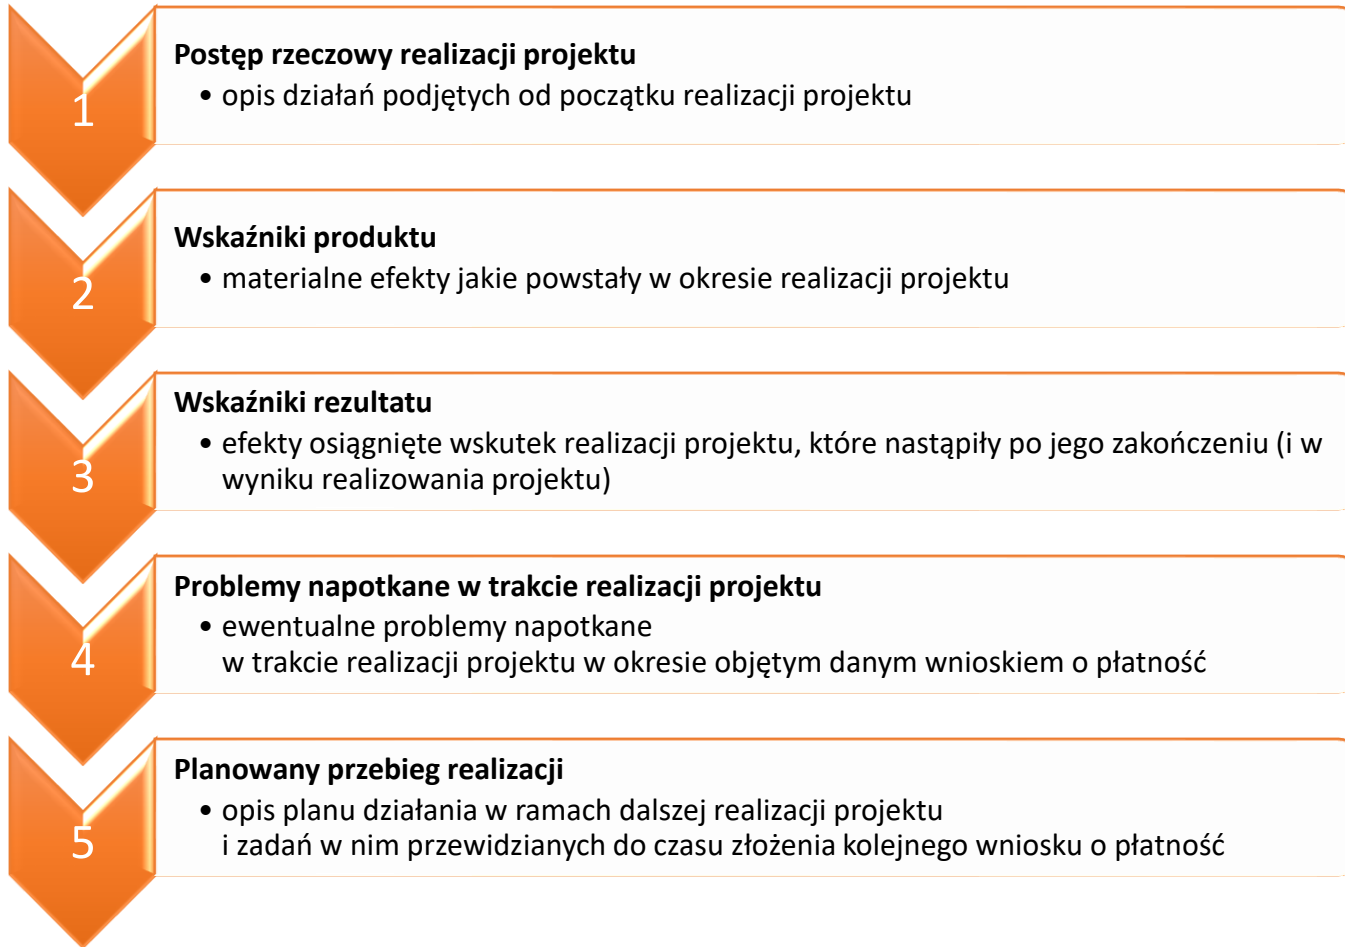 1
Postęp rzeczowy realizacji projektu
• opis działań podjętych od początku realizacji projektu
2
Wskaźniki produktu
• materialne efekty jakie powstały w okresie realizacji projektu
3
Wskaźniki rezultatu
• efekty osiągnięte wskutek realizacji projektu, które nastąpiły po jego zakończeniu (i w
wyniku realizowania projektu)
4
Problemy napotkane w trakcie realizacji projektu
• ewentualne problemy napotkane
w trakcie realizacji projektu w okresie objętym danym wnioskiem o płatność
5
Planowany przebieg realizacji
• opis planu działania w ramach dalszej realizacji projektu
i zadań w nim przewidzianych do czasu złożenia kolejnego wniosku o płatność